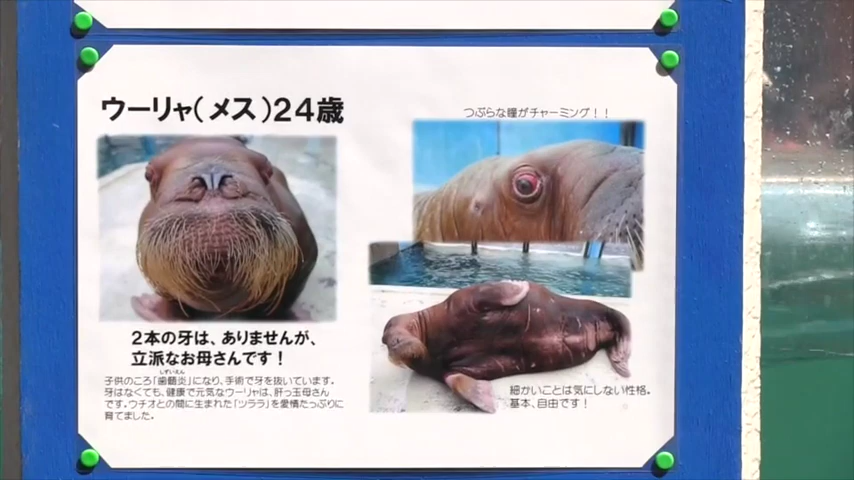 ウーリャ(メス)24歳
つぶらな瞳がチャーミング！！
2本の牙は、ありませんが、
立派なお母さんです！
しずいえん
子供のころ「歯髄炎」になり、手術で牙を抜いています。
牙はなくても、健康で元気なウーリャは、肝っ玉母さん
です。ウチオとの間に生まれた「ツララ」を愛情たっぷりに
育てました。
細かいことは気にしない性格。
基本、自由です！